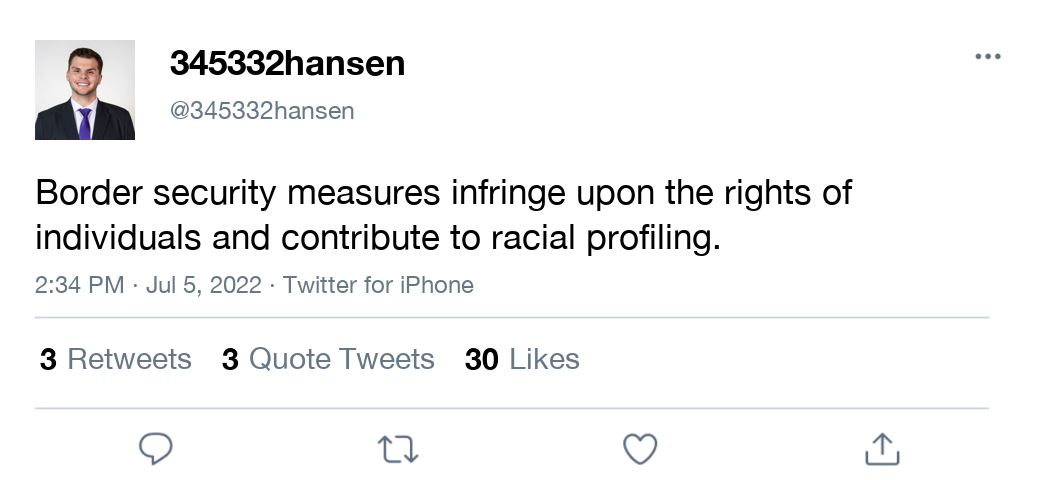 345332hansen
@345332hansen
Border security measures infringe upon the rights of
individuals and contribute to racial profiling.
2:34 PM · Jul 5, 2022 · Twitter for iPhone
3 Retweets 3 Quote Tweets 30 Likes